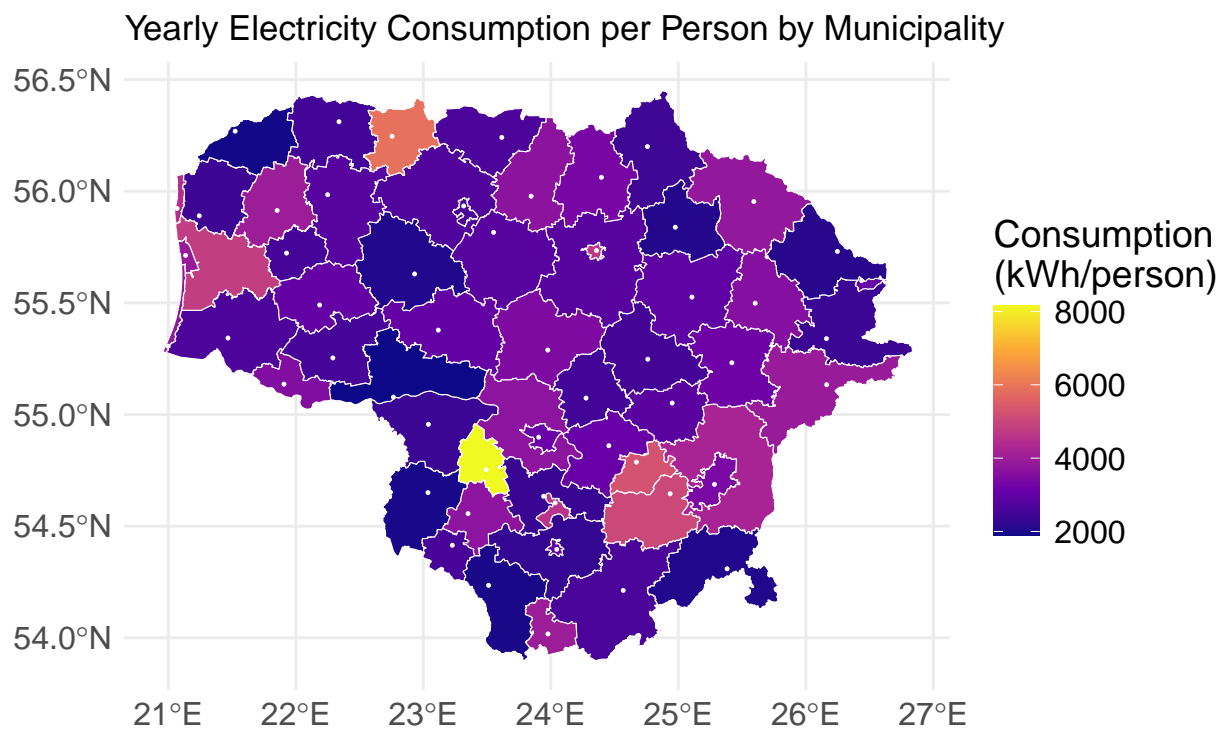 Yearly Electricity Consumption per Person by Municipality
56.5°N
56.0°N
55.5°N
55.0°N
54.5°N
54.0°N
21°E 22°E 23°E 24°E 25°E 26°E 27°E
Consumption
(kWh/person)
8000
6000
4000
2000